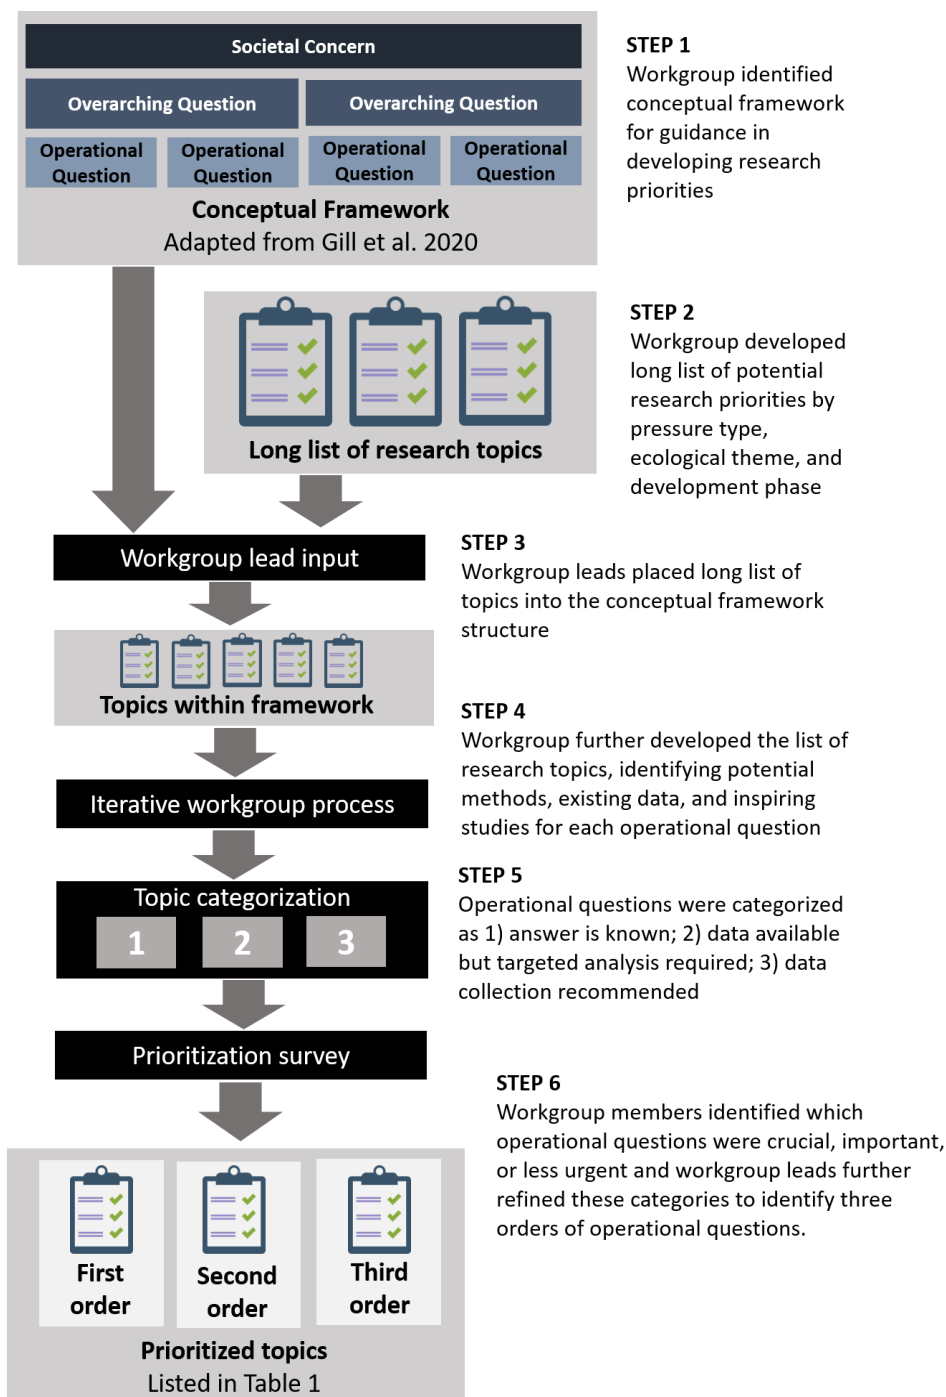 Societal Concern
Overarching Question
Overarching Question
Operational
Question
Operational
Question
Operational
Question
Operational
Question
Conceptual Framework
Adapted from Gill et al. 2020
STEP 1
Workgroup identified
conceptual framework
for guidance in
developing research
priorities
Long list of research topics
STEP 2
Workgroup developed
long list of potential
research priorities by
pressure type,
ecological theme, and
development phase
Workgroup lead input
STEP 3
Workgroup leads placed long list of
topics into the conceptual framework
structure
Topics within framework
STEP 4
Workgroup further developed the list of
research topics, identifying potential
methods, existing data, and inspiring
studies for each operational question
Iterative workgroup process
Topic categorization
1
2
3
STEP 5
Operational questions were categorized
as 1) answer is known; 2) data available
but targeted analysis required; 3) data
collection recommended
Prioritization survey
STEP 6
Workgroup members identified which
operational questions were crucial, important,
or less urgent and workgroup leads further
refined these categories to identify three
orders of operational questions.
First
order
Second
order
Third
order
Prioritized topics
Listed in Table 1